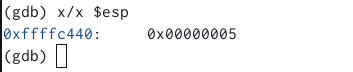 (gdb) x/x $esp
0xffffc440:     0x00000005
(gdb)